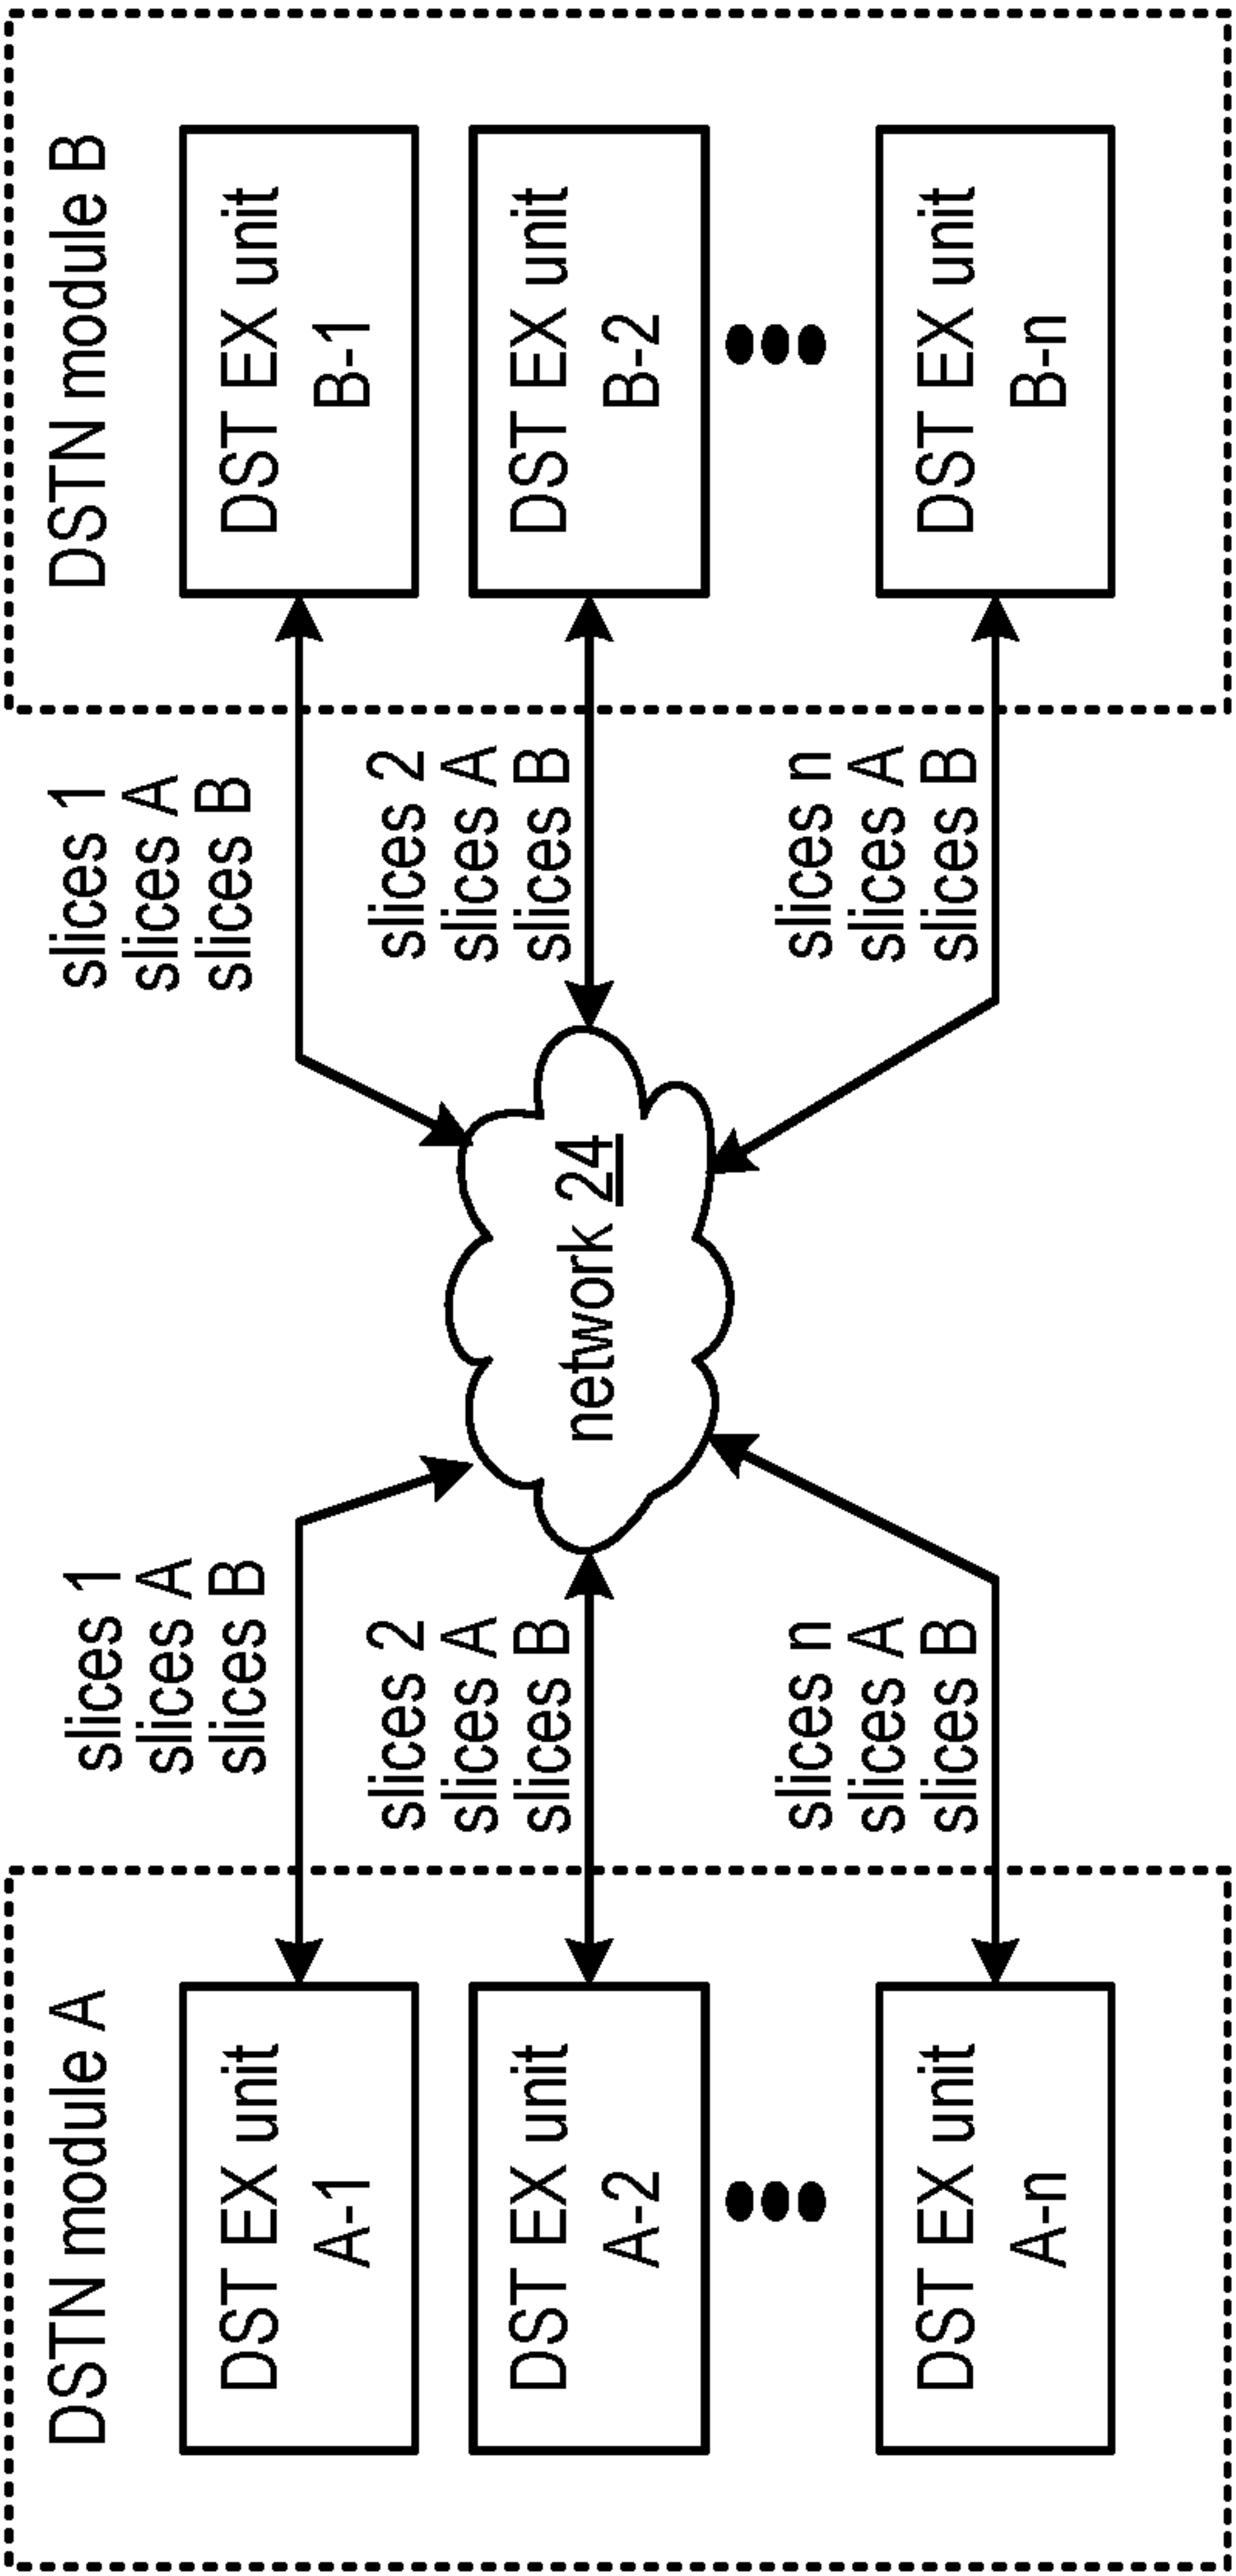 DSTN module A
DST EX unit
A-1
DST EX unit
A-2
DST EX unit
A-n
slices 1
slices A
slices B
slices 2
slices A
slices B
slices n
slices A
slices B
network 24
slices 1
slices A
slices B
slices 2
slices A
slices B
slices n
slices A
slices B
DSTN module B
DST EX unit
B-1
DST EX unit
B-2
DST EX unit
B-n